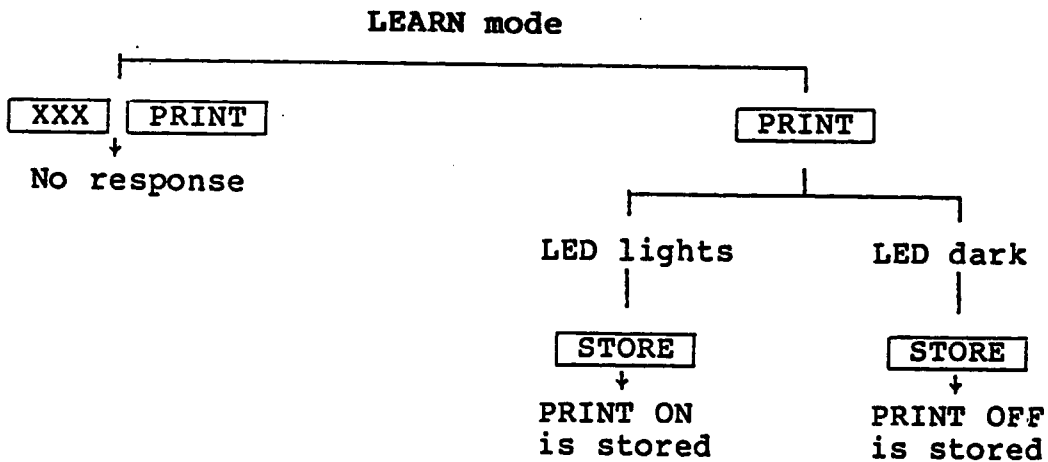 LEARN mode
XXX PRINT
PRINT
No response
LED lights
LED dark
STORE
STORE
PRINT ON
is stored
PRINT OFF
is stored